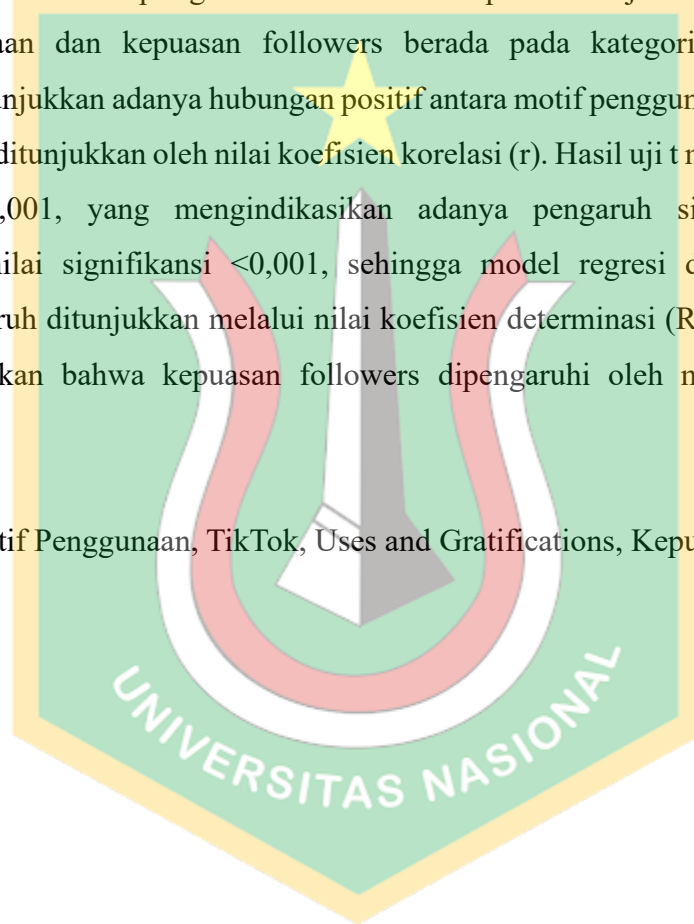 aan dan kepuasan followers berada pada kategori
njukkan adanya hubungan positif antara motif penggun
ditunjukkan oleh nilai koefisien korelasi (r). Hasil uji t
,001, yang mengindikasikan adanya pengaruh si
nilai signifikansi <0,001, sehingga model regresi d
ruh ditunjukkan melalui nilai koefisien determinasi (R
kan bahwa kepuasan followers dipengaruhi oleh
tif Penggunaan, TikTok, Uses and Gratifications, Kepu
UNIVERSITAS NASIONAL